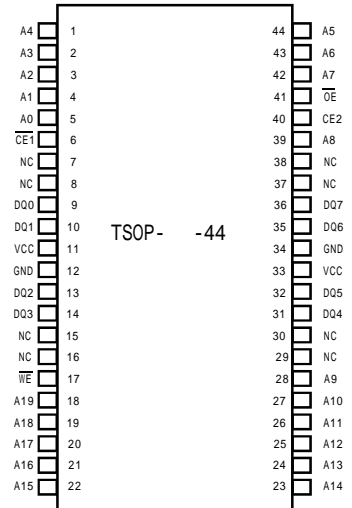 A4 1 44 A5
A3 2 43 A6
A2 3 42 A7
A1 4 41 O̅E̅
A0 5 40 CE2
C̅E̅1̅ 6 39 A8
NC 7 38 NC
NC 8 37 NC
DQ0 9 36 DQ7
DQ1 10 35 DQ6
TSOP- -44
VCC 11 34 GND
GND 12 33 VCC
DQ2 13 32 DQ5
DQ3 14 31 DQ4
NC 15 30 NC
NC 16 29 NC
W̅E̅ 17 28 A9
A19 18 27 A10
A18 19 26 A11
A17 20 25 A12
A16 21 24 A13
A15 22 23 A14